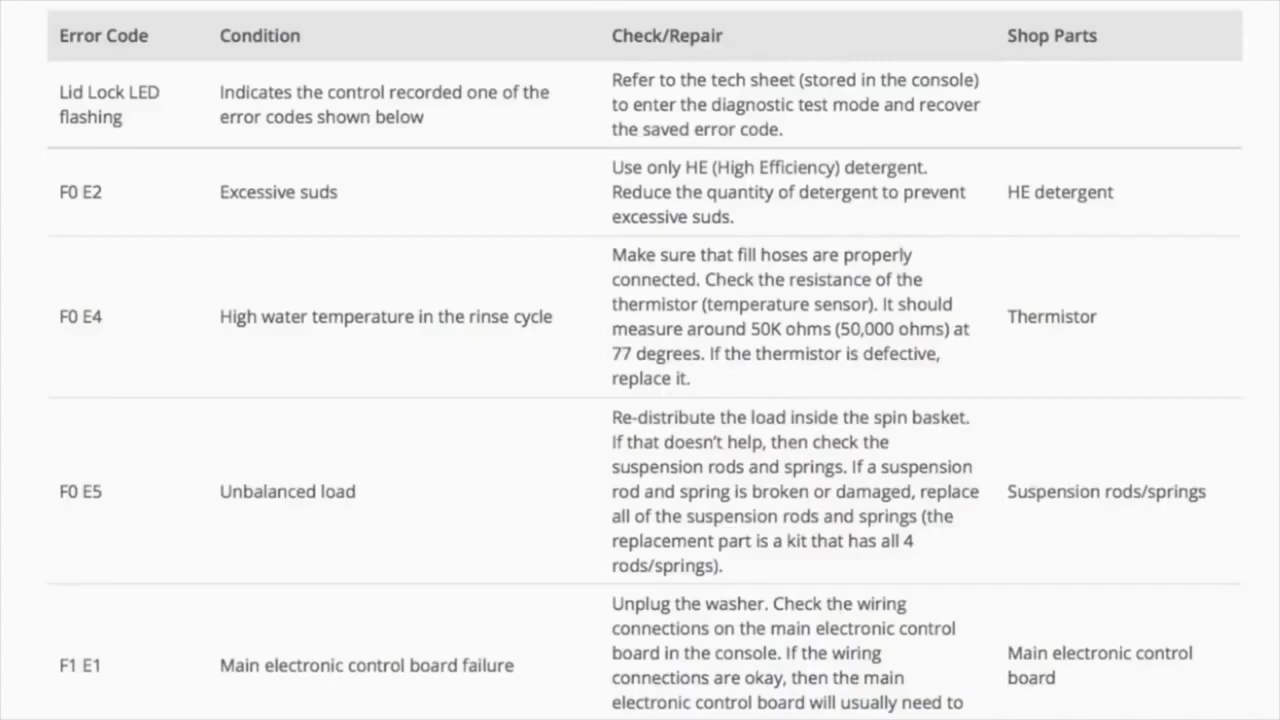 Error Code Condition Check/Repair Shop Parts
Lid Lock LED
flashing
Indicates the control recorded one of the
error codes shown below
Refer to the tech sheet (stored in the console)
to enter the diagnostic test mode and recover
the saved error code.
F0 E2
Excessive suds
Use only HE (High Efficiency) detergent.
Reduce the quantity of detergent to prevent
excessive suds.
HE detergent
F0 E4
High water temperature in the rinse cycle
Make sure that fill hoses are properly
connected. Check the resistance of the
thermistor (temperature sensor). It should
measure around 50K ohms (50,000 ohms) at
77 degrees. If the thermistor is defective,
replace it.
Thermistor
F0 E5
Unbalanced load
Re-distribute the load inside the spin basket.
If that doesn't help, then check the
suspension rods and springs. If a suspension
rod and spring is broken or damaged, replace
all of the suspension rods and springs (the
replacement part is a kit that has all 4
rods/springs).
Suspension rods/springs
F1 E1
Main electronic control board failure
Unplug the washer. Check the wiring
connections on the main electronic control
board in the console. If the wiring
connections are okay, then the main
electronic control board will usually need to
Main electronic control
board